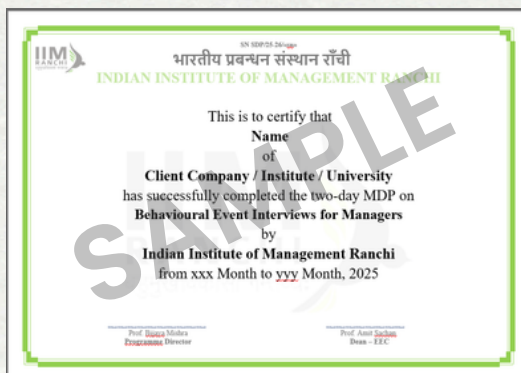 IIM
RANCHI
SN SDP/25-26/
भारतीय प्रबन्धन संस्थान राँची
INDIAN INSTITUTE OF MANAGEMENT RANCHI
This is to certify that
Name
of
Client Company / Institute / University
has successfully completed the two-day MDP on
Behavioural Event Interviews for Managers
by
Indian Institute of Management Ranchi
from xxx Month to yyy Month, 2025
SAMPLE
Prof. Bijaya Mishra
Programme Director
Prof. Amit Sachan
Dean – EEC